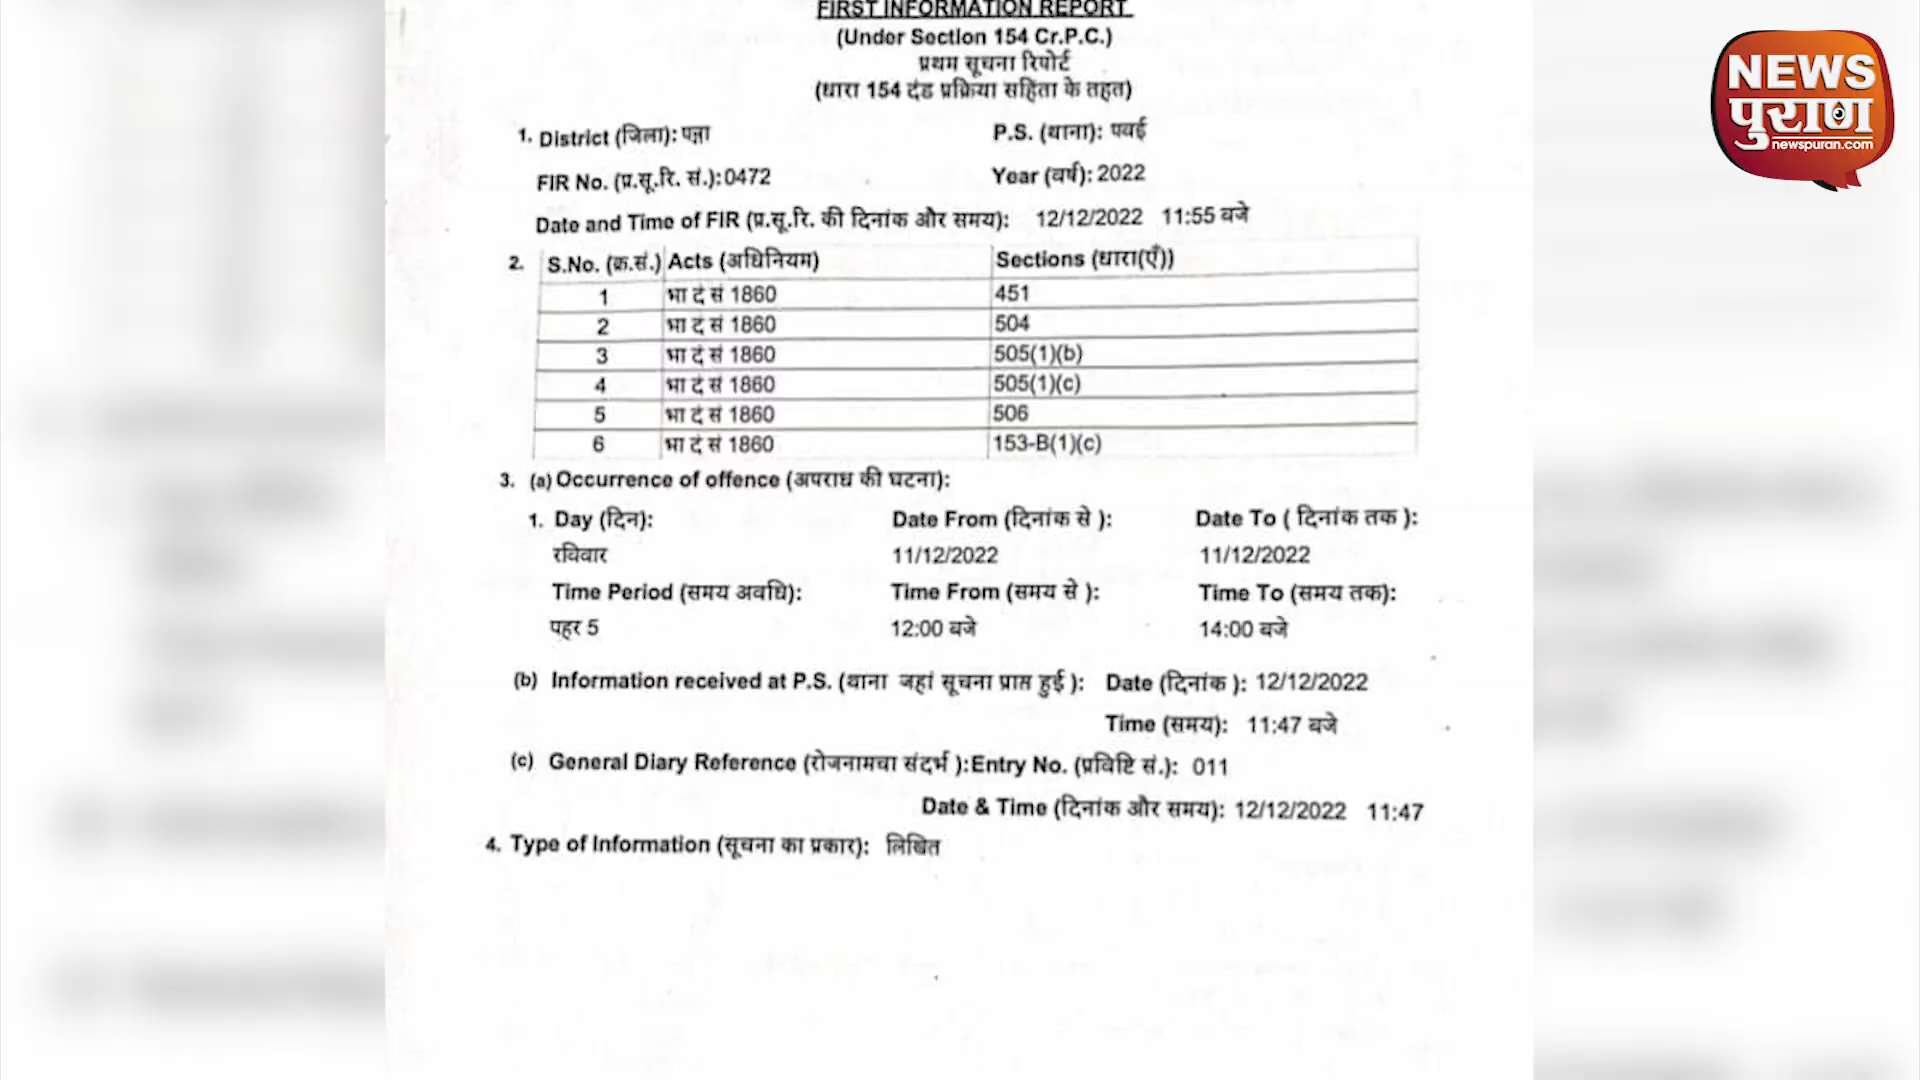 FIRST INFORMATION REPORT
(Under Section 154 Cr.P.C.)
प्रथम सूचना रिपोर्ट
(धारा 154 दंड प्रक्रिया सहिंता के तहत)
1. District (जिला): पन्ना P.S. (थाना): पवई
FIR No. (प्र.सू.रि. सं.): 0472 Year (वर्ष): 2022
Date and Time of FIR (प्र.सू.रि. की दिनांक और समय): 12/12/2022 11:55 बजे
2. S.No. (क्र.सं.) Acts (अधिनियम) Sections (धारा(एँ))
1 भा दं सं 1860 451
2 भा दं सं 1860 504
3 भा दं सं 1860 505(1)(b)
4 भा दं सं 1860 505(1)(c)
5 भा दं सं 1860 506
6 भा दं सं 1860 153-B(1)(c)
3. (a) Occurrence of offence (अपराध की घटना):
1. Day (दिन): Date From (दिनांक से ): Date To ( दिनांक तक ):
रविवार 11/12/2022 11/12/2022
Time Period (समय अवधि): Time From (समय से ): Time To (समय तक):
पहर 5 12:00 बजे 14:00 बजे
(b) Information received at P.S. (थाना जहां सूचना प्राप्त हुई ): Date (दिनांक ): 12/12/2022
Time (समय): 11:47 बजे
(c) General Diary Reference (रोजनामचा संदर्भ ): Entry No. (प्रविष्टि सं.): 011
Date & Time (दिनांक और समय): 12/12/2022 11:47
4. Type of Information (सूचना का प्रकार): लिखित
NEWS
पुराण
newspuran.com